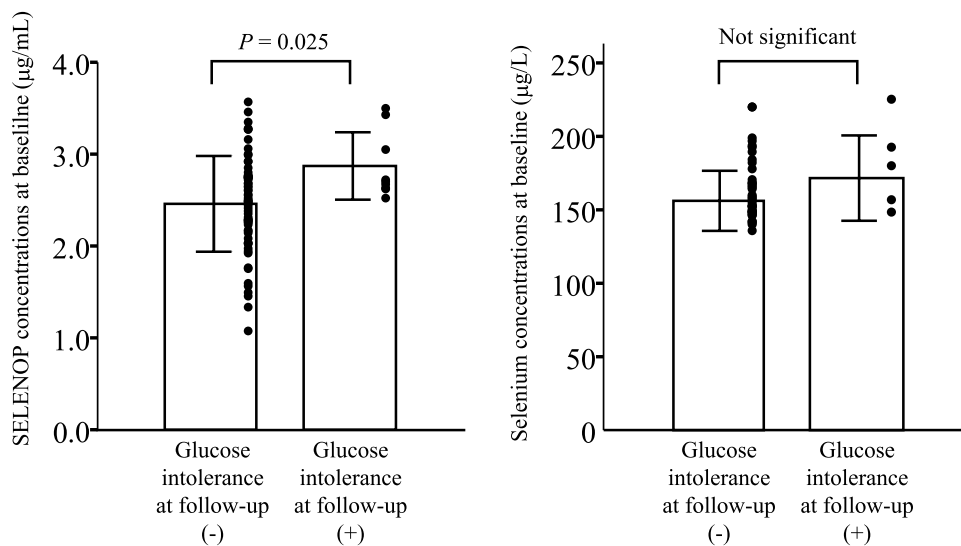 SELENOP concentrations at baselilne (μg/mL)
P = 0.025
4.0
3.0
2.0
1.0
0.0
Glucose
intolerance
at follow-up
(-)
Glucose
intolerance
at follow-up
(+)
Selenium concentrations at baseline (μg/L)
Not significant
250
200
150
100
50
0
Glucose
intolerance
at follow-up
(-)
Glucose
intolerance
at follow-up
(+)